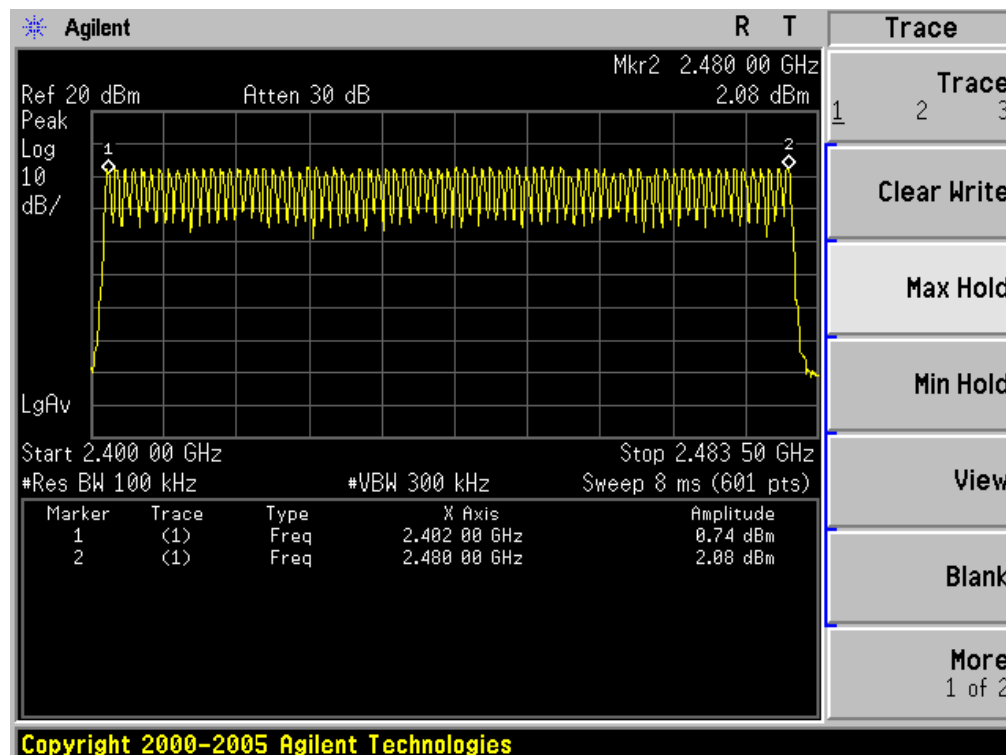 Agilent R T
Mkr2 2.480 00 GHz
Ref 20 dBm Atten 30 dB 2.08 dBm
Peak
Log
10
dB/
1
2
LgAv
Start 2.400 00 GHz Stop 2.483 50 GHz
#Res BW 100 kHz #VBW 300 kHz Sweep 8 ms (601 pts)
Marker Trace Type X Axis Amplitude
1 (1) Freq 2.402 00 GHz 0.74 dBm
2 (1) Freq 2.480 00 GHz 2.08 dBm
Trace
Trace
1 2 3
Clear Write
Max Hold
Min Hold
View
Blank
More
1 of 2
Copyright 2000-2005 Agilent Technologies